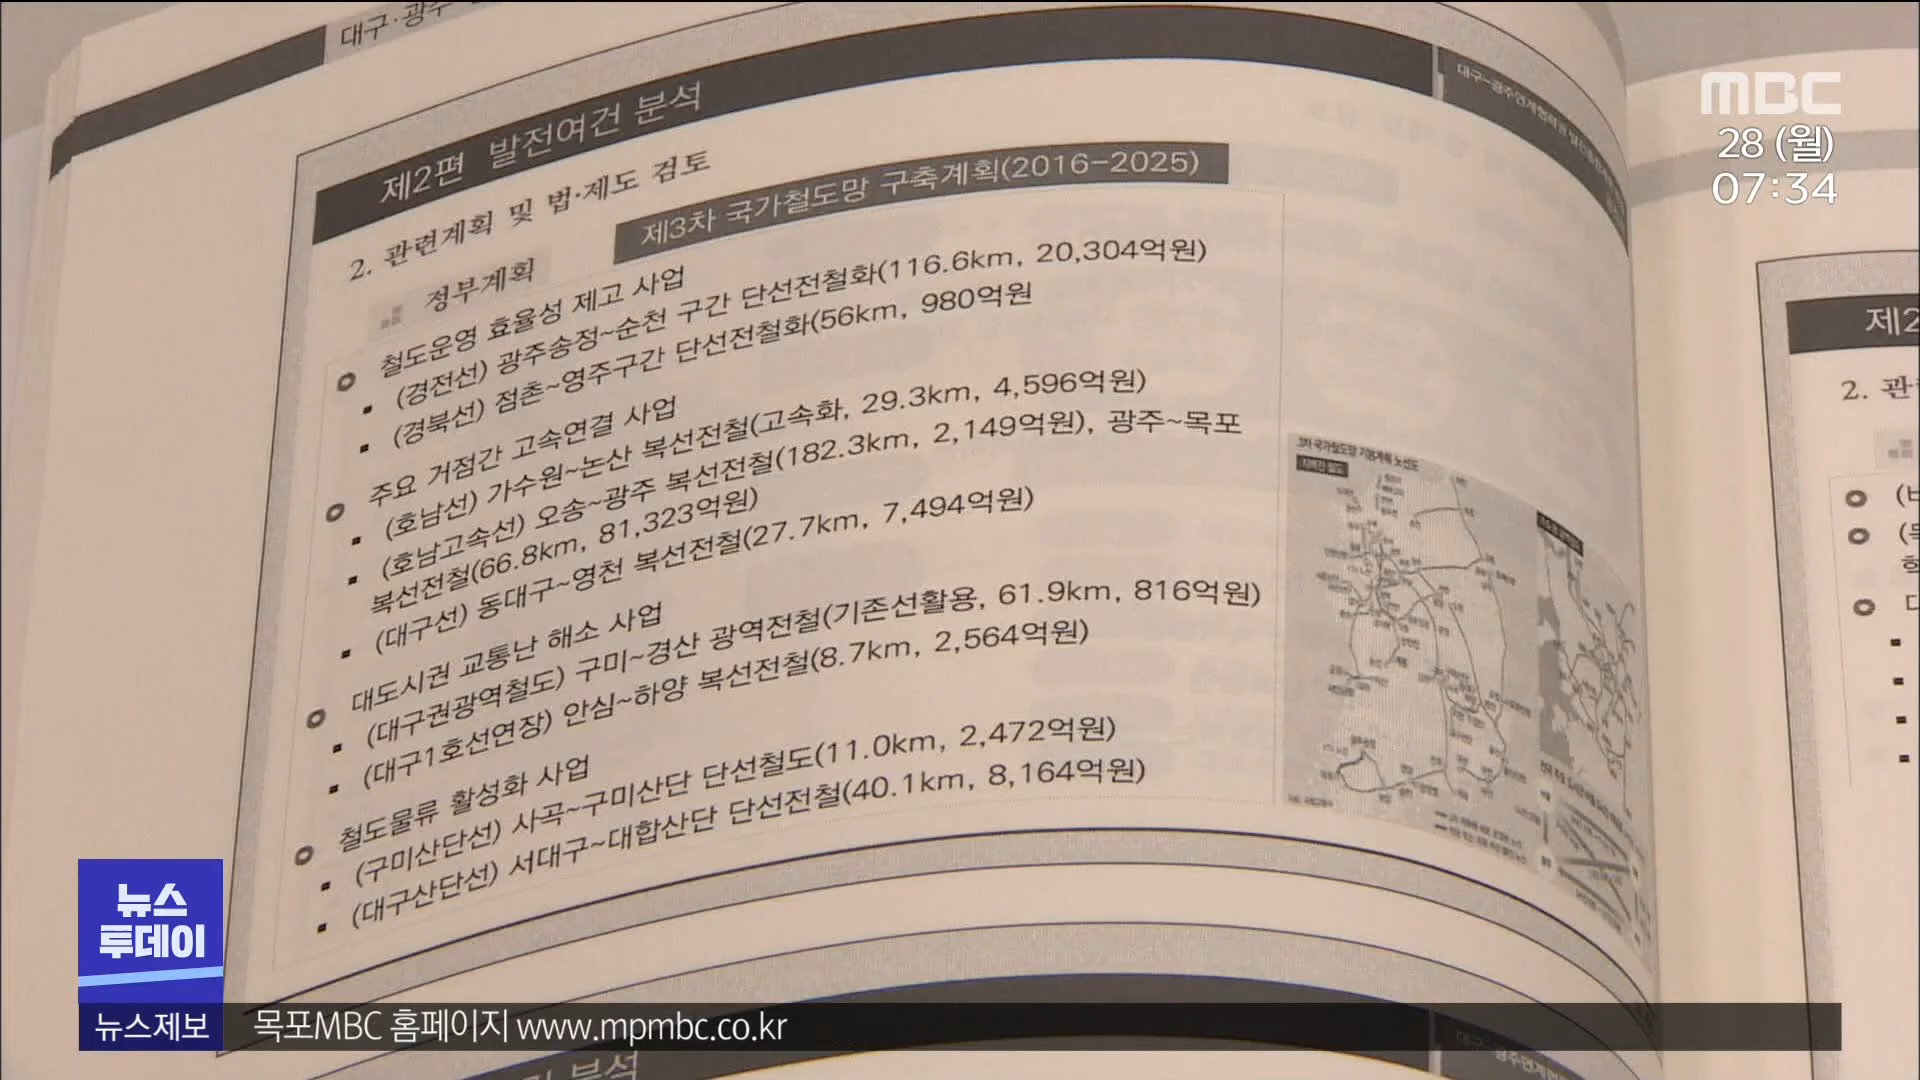 대구·광주
MBC
28 (월)
07:34
제2편 발전여건 분석
2. 관련계획 및 법·제도 검토
정부계획
제3차 국가철도망 구축계획(2016-2025)
철도운영 효율성 제고 사업
(경전선) 광주송정~순천 구간 단선전철화(116.6km, 20,304억원)
(경북선) 점촌~영주구간 단선전철화(56km, 980억원
주요 거점간 고속연결 사업
(호남선) 가수원~논산 복선전철(고속화, 29.3km, 4,596억원)
(호남고속선) 오송~광주 복선전철(182.3km, 2,149억원), 광주~목포
복선전철(66.8km, 81,323억원)
(대구선) 동대구~영천 복선전철(27.7km, 7,494억원)
대도시권 교통난 해소 사업
(대구권광역철도) 구미~경산 광역전철(기존선활용, 61.9km, 816억원)
(대구1호선연장) 안심~하양 복선전철(8.7km, 2,564억원)
철도물류 활성화 사업
(구미산단선) 사곡~구미산단 단선철도(11.0km, 2,472억원)
(대구산단선) 서대구~대합산단 단선전철(40.1km, 8,164억원)
제2
2. 관
뉴스
투데이
뉴스제보
목포MBC 홈페이지 www.mpmbc.co.kr
분석